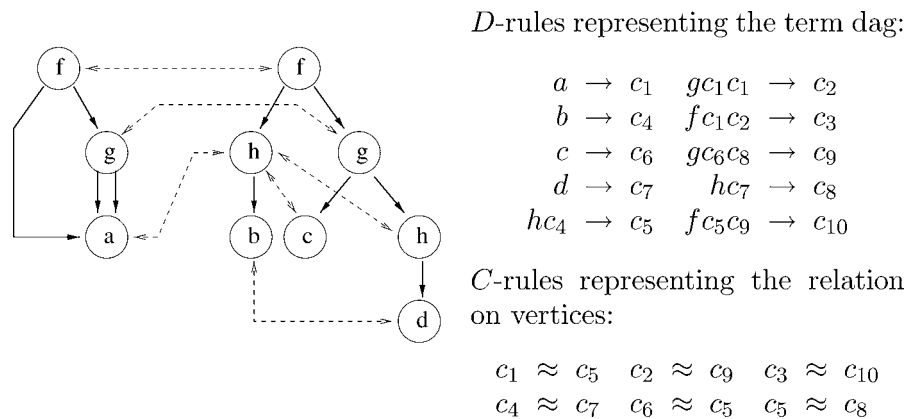 f f
g h g
a b c h
d
D-rules representing the term dag:
a → c₁ gc₁c₁ → c₂
b → c₄ fc₁c₂ → c₃
c → c₆ gc₆c₈ → c₉
d → c₇ hc₇ → c₈
hc₄ → c₅ fc₅c₉ → c₁₀
C-rules representing the relation
on vertices:
c₁ ≈ c₅ c₂ ≈ c₉ c₃ ≈ c₁₀
c₄ ≈ c₇ c₆ ≈ c₅ c₅ ≈ c₈